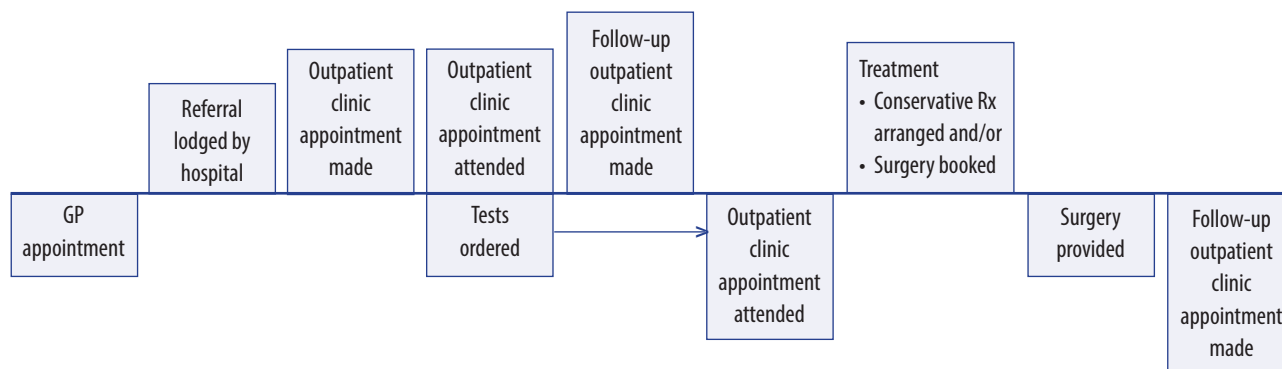 GP
appointment
Referral
lodged by
hospital
Outpatient
clinic
appointment
made
Outpatient
clinic
appointment
attended
Tests
ordered
Follow-up
outpatient
clinic
appointment
made
Outpatient
clinic
appointment
attended
Treatment
• Conservative Rx
arranged and/or
• Surgery booked
Surgery
provided
Follow-up
outpatient
clinic
appointment
made